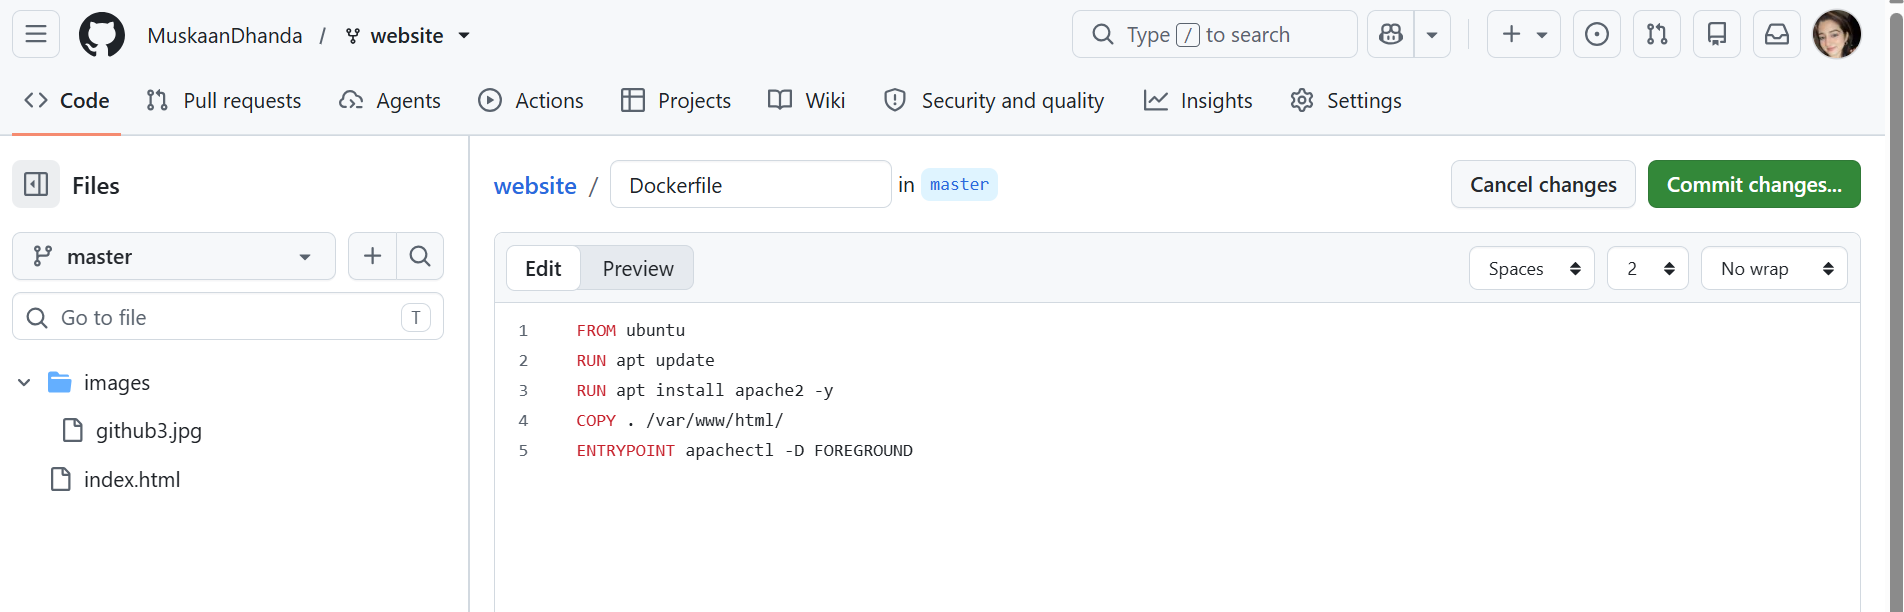 MuskaanDhanda / website
Type / to search
Code Pull requests Agents Actions Projects Wiki Security and quality Insights Settings
Files
master
Go to file T
images
github3.jpg
index.html
website / Dockerfile in master
Cancel changes Commit changes...
Edit Preview
Spaces 2 No wrap
1 FROM ubuntu
2 RUN apt update
3 RUN apt install apache2 -y
4 COPY . /var/www/html/
5 ENTRYPOINT apachectl -D FOREGROUND